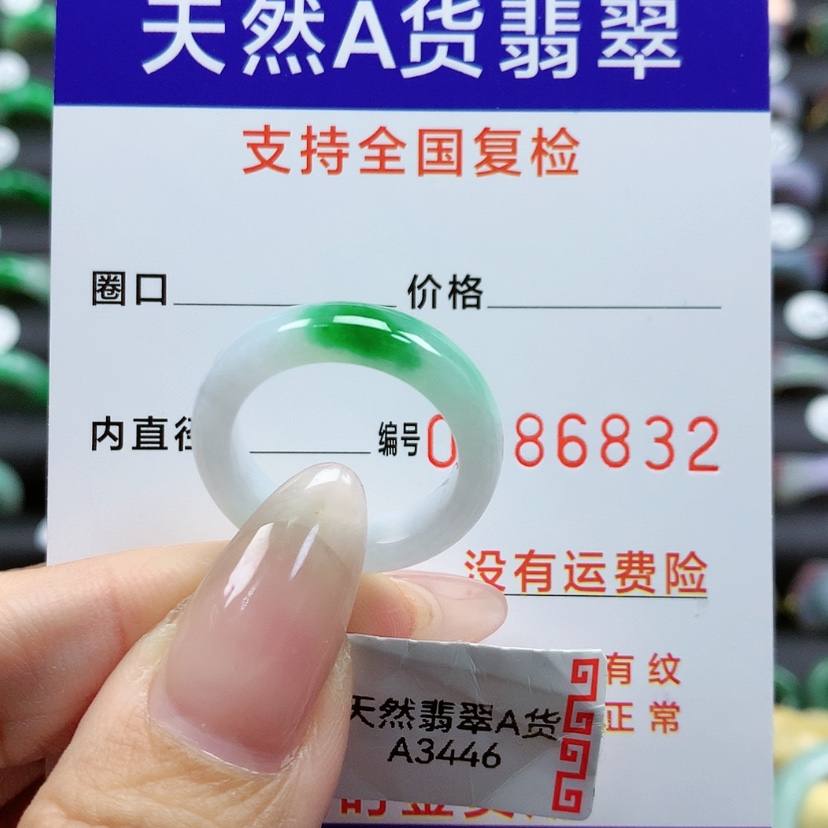 天然A货翡翠
支持全国复检
圈口 价格
内直径 编号0 86832
没有运费险
有纹
正常
天然翡翠A货
A3446